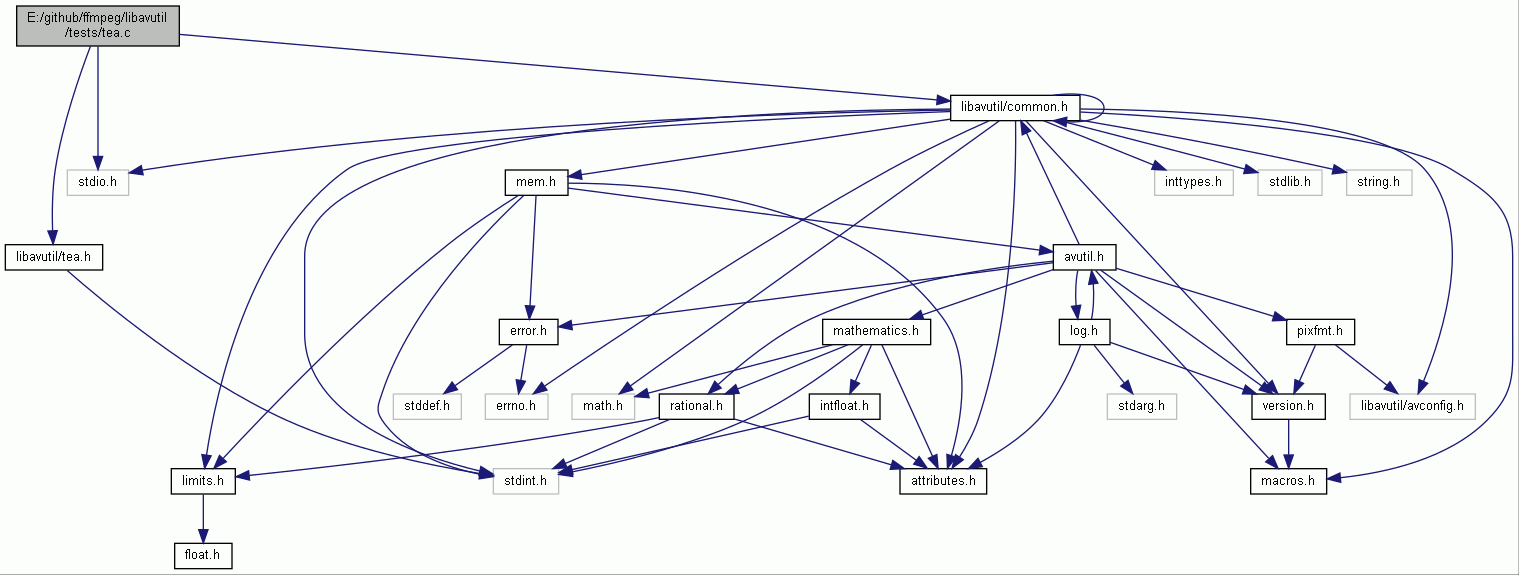 E:/github/ffmpeg/libavutil
/tests/tea.c
libavutil/common.h
stdio.h
mem.h
inttypes.h
stdlib.h
string.h
libavutil/tea.h
avutil.h
error.h
mathematics.h
log.h
pixfmt.h
stddef.h
errno.h
math.h
rational.h
intfloat.h
stdarg.h
version.h
libavutil/avconfig.h
limits.h
stdint.h
attributes.h
macros.h
float.h